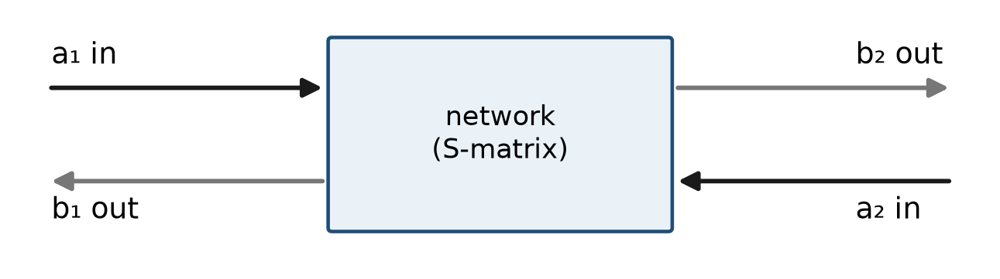 a₁ in
b₂ out
network
(S-matrix)
b₁ out
a₂ in